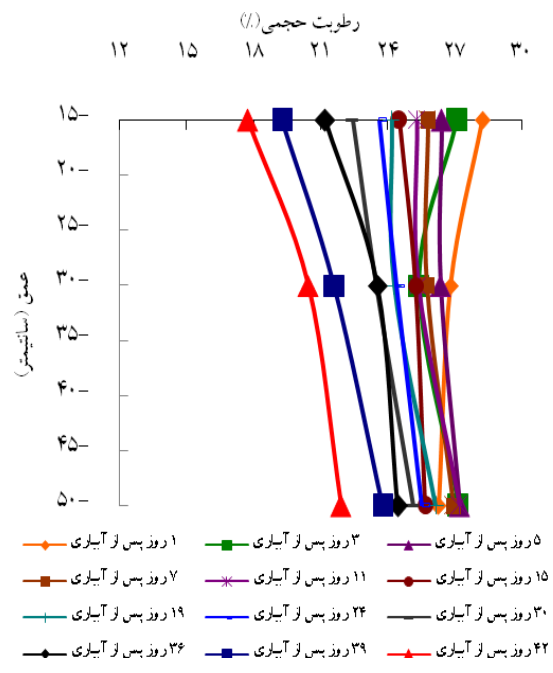 رطوبت حجمی(٪)
۱۲ ۱۵ ۱۸ ۲۱ ۲۴ ۲۷ ۳۰
۱۵-
۲۰-
۲۵-
۳۰-
۳۵-
۴۰-
۴۵-
۵۰-
عمق (سانتیمتر)
۱ روز پس از آبیاری ۳ روز پس از آبیاری ۵ روز پس از آبیاری
۷ روز پس از آبیاری ۱۱ روز پس از آبیاری ۱۵ روز پس از آبیاری
۱۹ روز پس از آبیاری ۲۴ روز پس از آبیاری ۳۰ روز پس از آبیاری
۳۶ روز پس از آبیاری ۳۹ روز پس از آبیاری ۴۲ روز پس از آبیاری